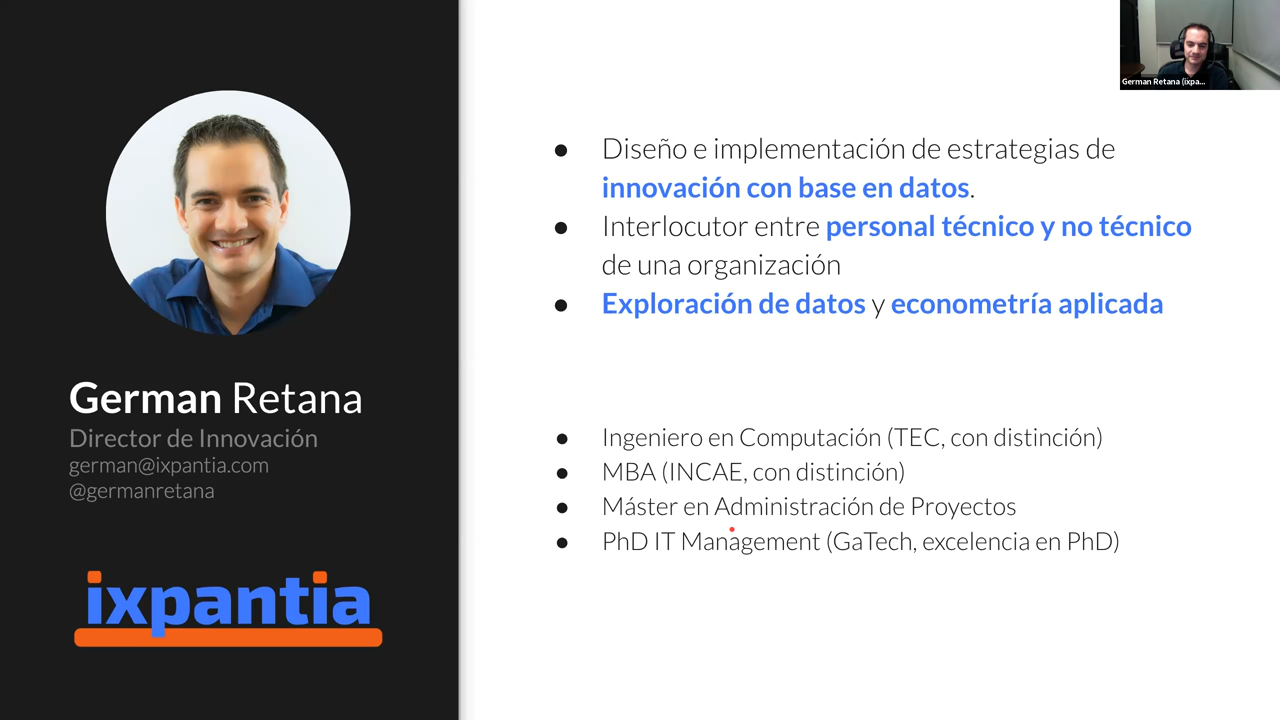 German Retana (ixpa...
Diseño e implementación de estrategias de
innovación con base en datos.
Interlocutor entre personal técnico y no técnico
de una organización
Exploración de datos y econometría aplicada
German Retana
Director de Innovación
german@ixpantia.com
@germanretana
Ingeniero en Computación (TEC, con distinción)
MBA (INCAE, con distinción)
Máster en Administración de Proyectos
PhD IT Management (GaTech, excelencia en PhD)
ixpantia